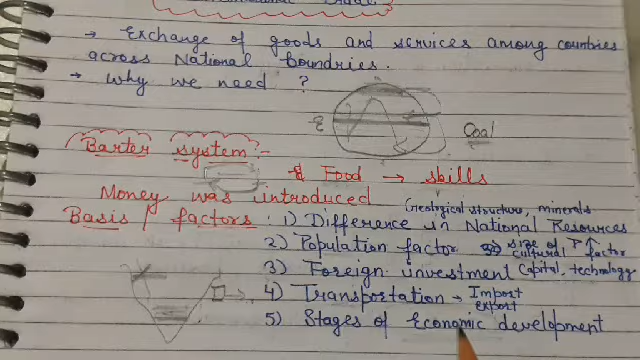 → Exchange of goods and services among countries
across National boundries.
→ Why we need ?
Coal
Barter system :-
Food → skills
Money was introduced
Geological structure, minerals
Basis / factors : 1) Difference in National Resources
2) Population factor size of P↑
cultural factor
3) Foreign investment Capital, technology
4) Transportation → Import
export
5) Stages of Economic development